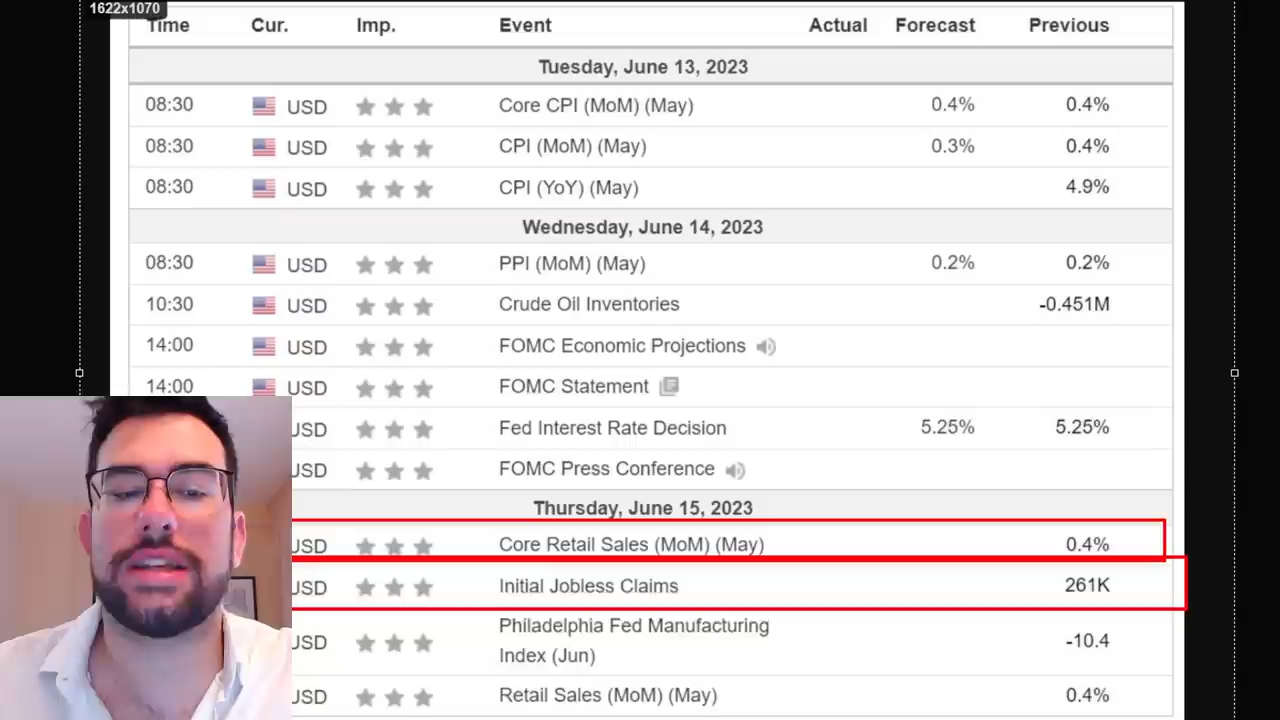 1622x1070
Time Cur. Imp. Event Actual Forecast Previous
Tuesday, June 13, 2023
08:30 USD Core CPI (MoM) (May) 0.4% 0.4%
08:30 USD CPI (MoM) (May) 0.3% 0.4%
08:30 USD CPI (YoY) (May) 4.9%
Wednesday, June 14, 2023
08:30 USD PPI (MoM) (May) 0.2% 0.2%
10:30 USD Crude Oil Inventories -0.451M
14:00 USD FOMC Economic Projections
14:00 USD FOMC Statement
USD Fed Interest Rate Decision 5.25% 5.25%
USD FOMC Press Conference
Thursday, June 15, 2023
USD Core Retail Sales (MoM) (May) 0.4%
USD Initial Jobless Claims 261K
USD Philadelphia Fed Manufacturing
Index (Jun) -10.4
USD Retail Sales (MoM) (May) 0.4%